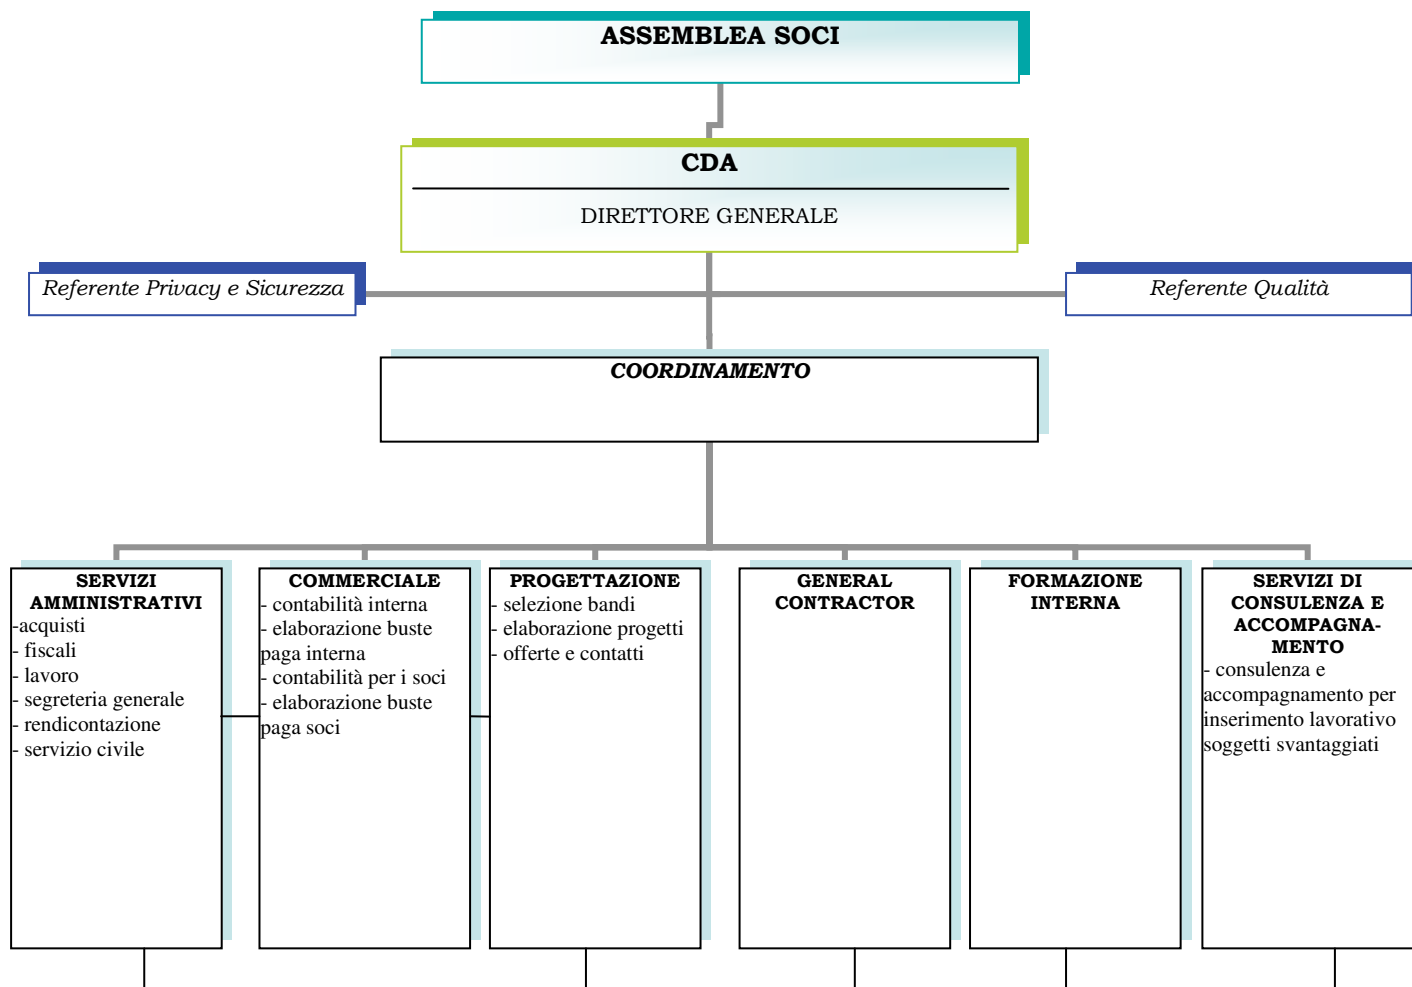 ASSEMBLEA SOCI
CDA
DIRETTORE GENERALE
Referente Privacy e Sicurezza
Referente Qualità
COORDINAMENTO
SERVIZI
AMMINISTRATIVI
-acquisti
- fiscali
- lavoro
- segreteria generale
- rendicontazione
- servizio civile
COMMERCIALE
- contabilità interna
- elaborazione buste
paga interna
- contabilità per i soci
- elaborazione buste
paga soci
PROGETTAZIONE
- selezione bandi
- elaborazione progetti
- offerte e contatti
GENERAL
CONTRACTOR
FORMAZIONE
INTERNA
SERVIZI DI
CONSULENZA E
ACCOMPAGNA-
MENTO
- consulenza e
accompagnamento per
inserimento lavorativo
soggetti svantaggiati